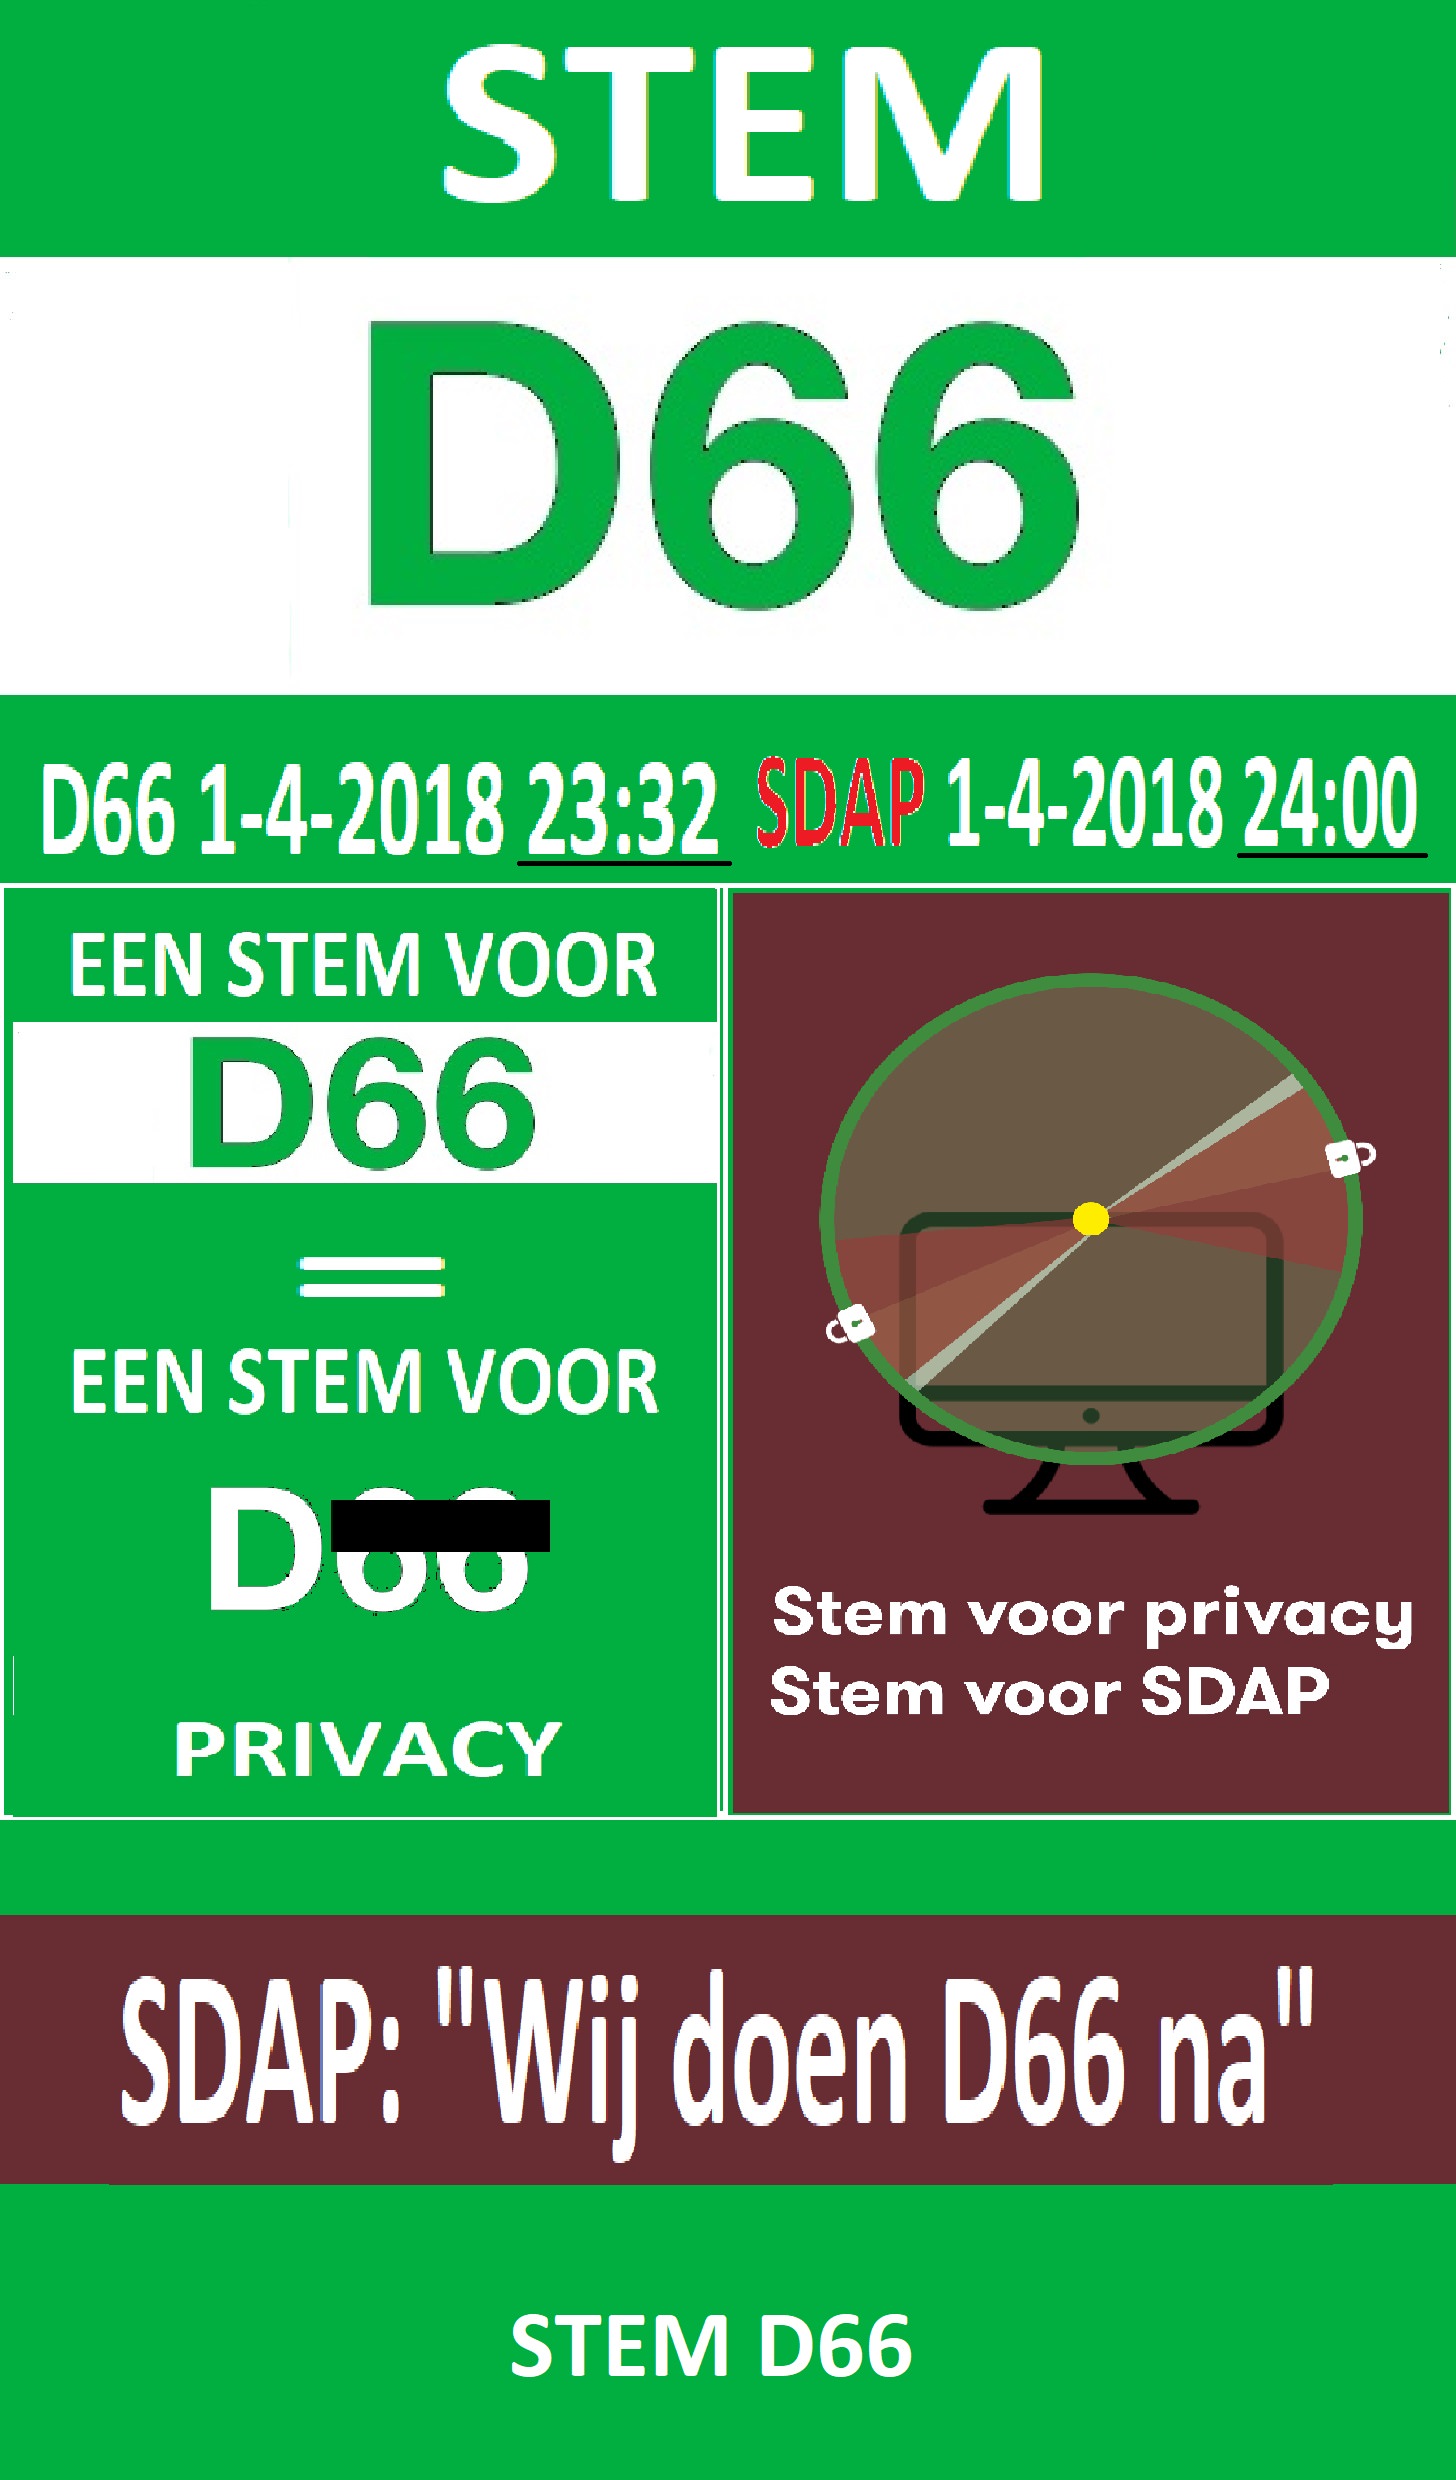 STEM
D66
D66 1-4-2018 23:32 SDAP 1-4-2018 24:00
EEN STEM VOOR
D66
=
EEN STEM VOOR
D66
PRIVACY
Stem voor privacy
Stem voor SDAP
SDAP: "Wij doen D66 na"
STEM D66